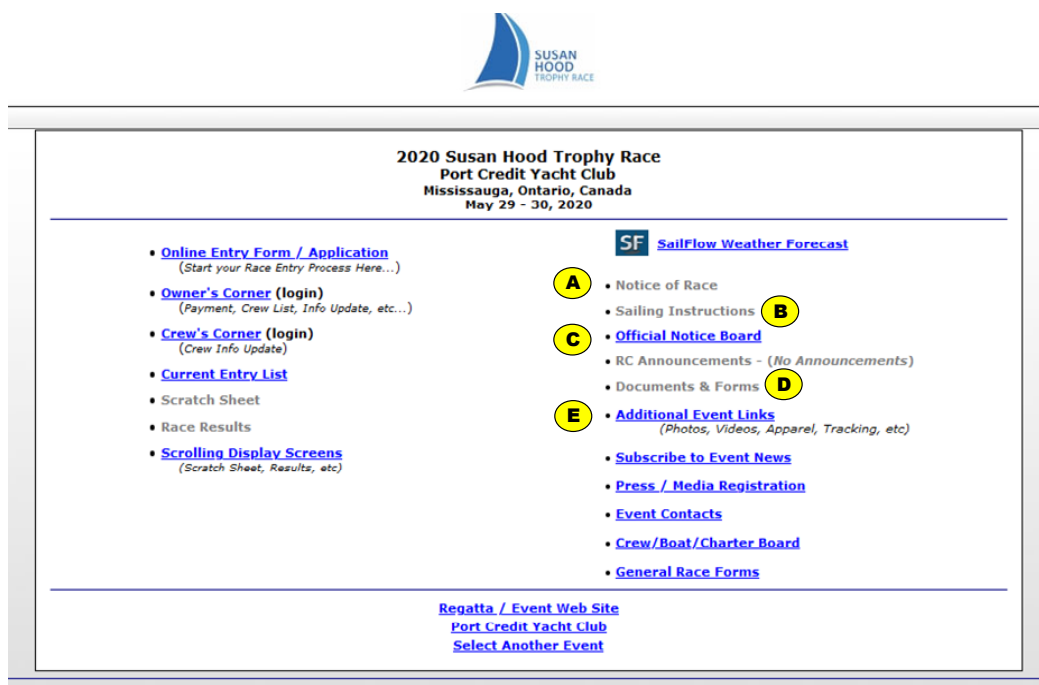 SUSAN
HOOD
TROPHY RACE
2020 Susan Hood Trophy Race
Port Credit Yacht Club
Mississauga, Ontario, Canada
May 29 - 30, 2020
• Online Entry Form / Application
(Start your Race Entry Process Here...)
• Owner's Corner (login)
(Payment, Crew List, Info Update, etc...)
• Crew's Corner (login)
(Crew Info Update)
• Current Entry List
• Scratch Sheet
• Race Results
• Scrolling Display Screens
(Scratch Sheet, Results, etc)
SF SailFlow Weather Forecast
A • Notice of Race
• Sailing Instructions B
C • Official Notice Board
• RC Announcements - (No Announcements)
• Documents & Forms D
E • Additional Event Links
(Photos, Videos, Apparel, Tracking, etc)
• Subscribe to Event News
• Press / Media Registration
• Event Contacts
• Crew/Boat/Charter Board
• General Race Forms
Regatta / Event Web Site
Port Credit Yacht Club
Select Another Event